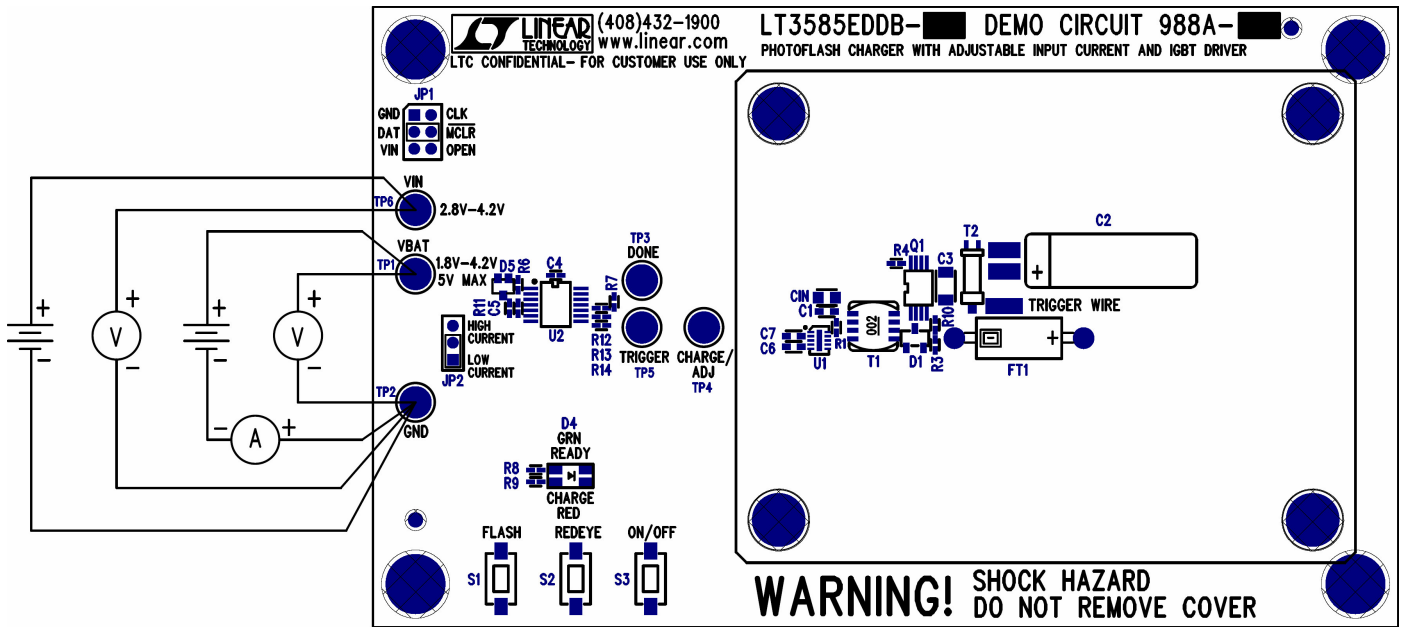 LINEAR TECHNOLOGY
(408)432-1900
www.linear.com
LTC CONFIDENTIAL- FOR CUSTOMER USE ONLY
LT3585EDDB- DEMO CIRCUIT 988A-
PHOTOFLASH CHARGER WITH ADJUSTABLE INPUT CURRENT AND IGBT DRIVER
JP1
GND CLK
DAT MCLR
VIN OPEN
VIN
TP6
2.8V-4.2V
VBAT
TP1
1.8V-4.2V
5V MAX
+
+
+
+
V
V
-
-
-
-
D5
R6
C4
R11
C5
U2
R7
R12
R13
R14
TP3
DONE
TRIGGER
TP5
CHARGE/
ADJ
TP4
HIGH
CURRENT
LOW
CURRENT
JP2
TP2
GND
-
A
+
D4
GRN
READY
R8
R9
CHARGE
RED
FLASH
REDEYE
ON/OFF
S1
S2
S3
C2
+
T2
Q1
R4
C3
CIN
C1
C7
C6
U1
R1
002
T1
D1
R10
R3
TRIGGER WIRE
-
+
FT1
WARNING!
SHOCK HAZARD
DO NOT REMOVE COVER